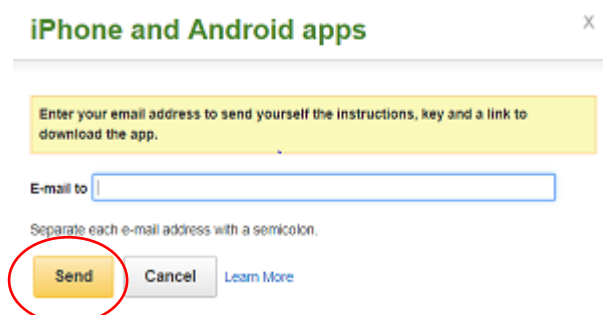 iPhone and Android apps
X
Enter your email address to send yourself the instructions, key and a link to
download the app.
E-mail to
Separate each e-mail address with a semicolon.
Send Cancel Learn More